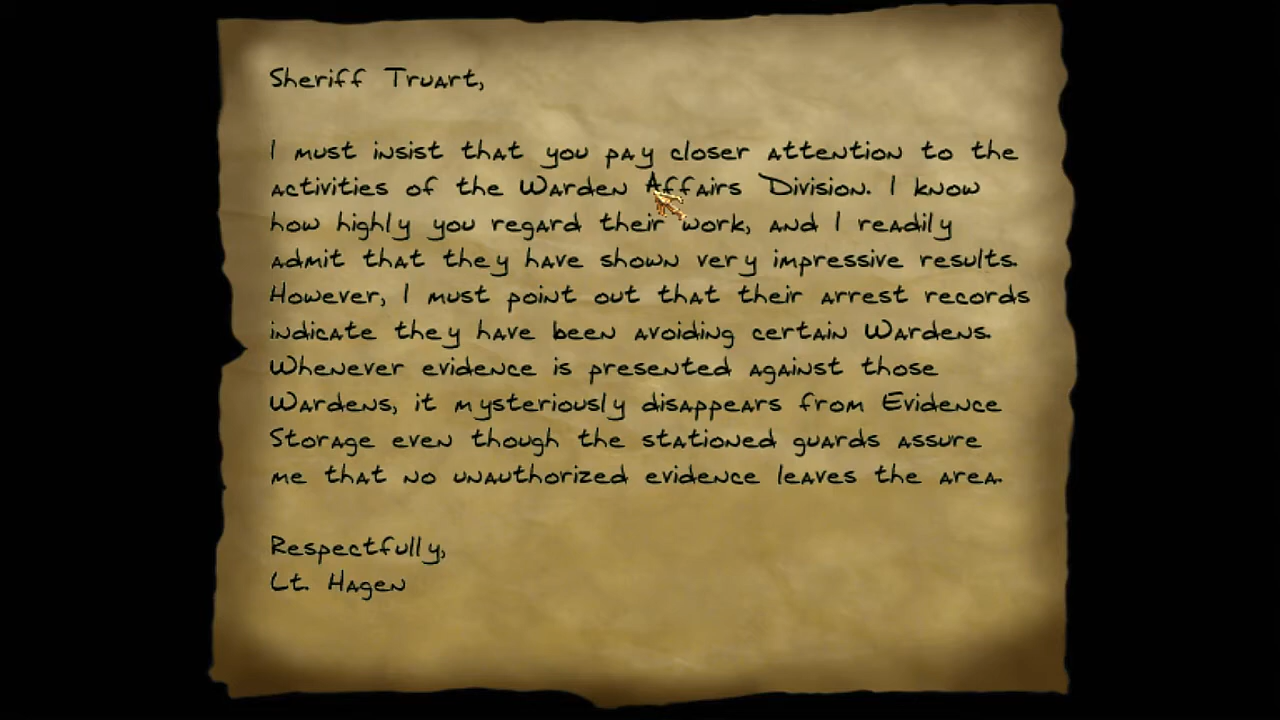 Sheriff Truart,
I must insist that you pay closer attention to the
activities of the Warden Affairs Division. I know
how highly you regard their work, and I readily
admit that they have shown very impressive results.
However, I must point out that their arrest records
indicate they have been avoiding certain Wardens.
Whenever evidence is presented against those
Wardens, it mysteriously disappears from Evidence
Storage even though the stationed guards assure
me that no unauthorized evidence leaves the area.
Respectfully,
Lt. Hagen